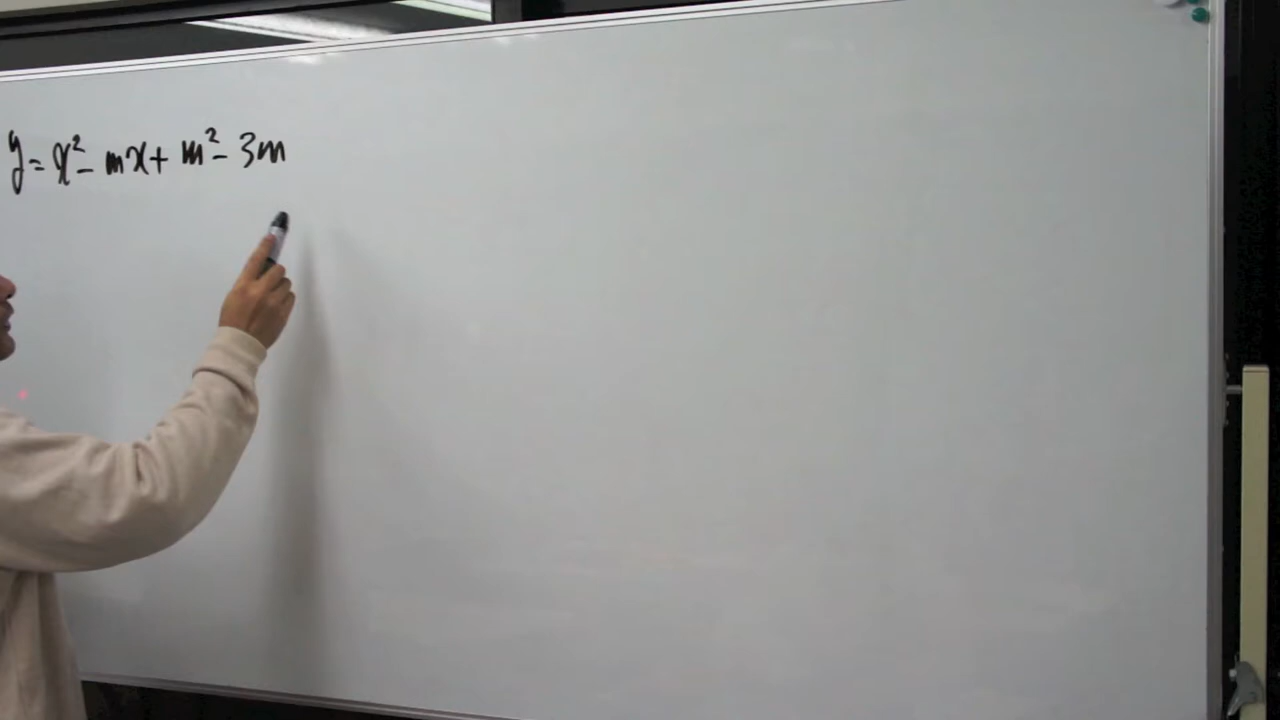 y = x² - mx + m² - 3m